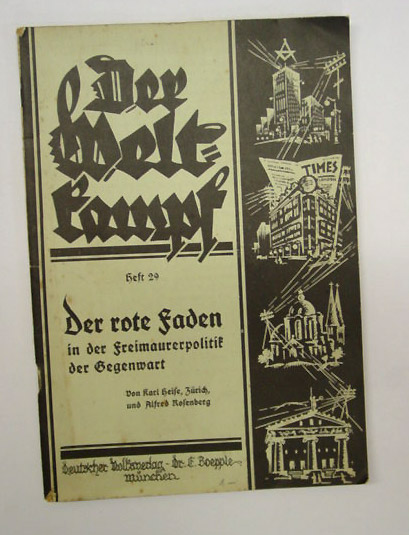 Der
Welt=
kampf
Heft 29
Der rote Faden
in der Freimaurerpolitik
der Gegenwart
Von Karl Heise, Zürich,
und Alfred Rosenberg
Deutscher Volksverlag - Dr. E. Boepple -
München
TIMES